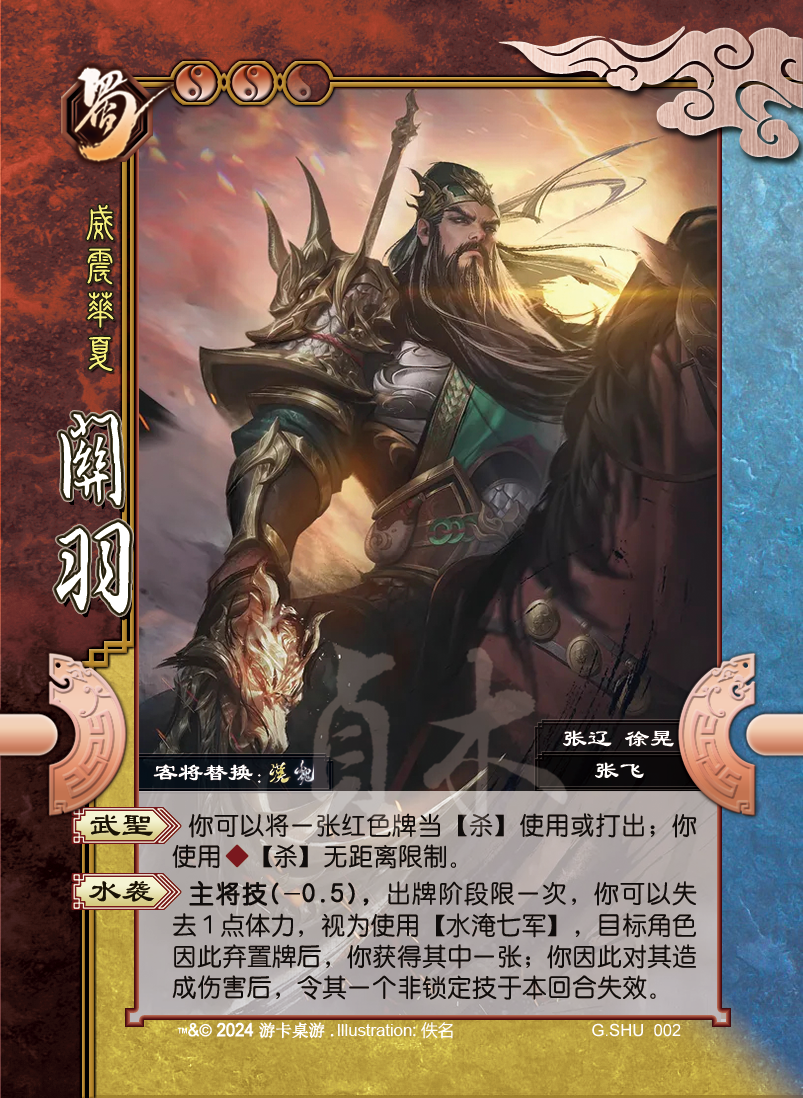 蜀
威震華夏
關羽
张辽 徐晃
张飞
客将替换：
武聖
你可以将一张红色牌当【杀】使用或打出；你
使用◆【杀】无距离限制。
水袭
主将技(－0.5)，出牌阶段限一次，你可以失
去1点体力，视为使用【水淹七军】，目标角色
因此弃置牌后，你获得其中一张；你因此对其造
成伤害后，令其一个非锁定技于本回合失效。
™&© 2024 游卡桌游 . Illustration: 佚名
G.SHU 002